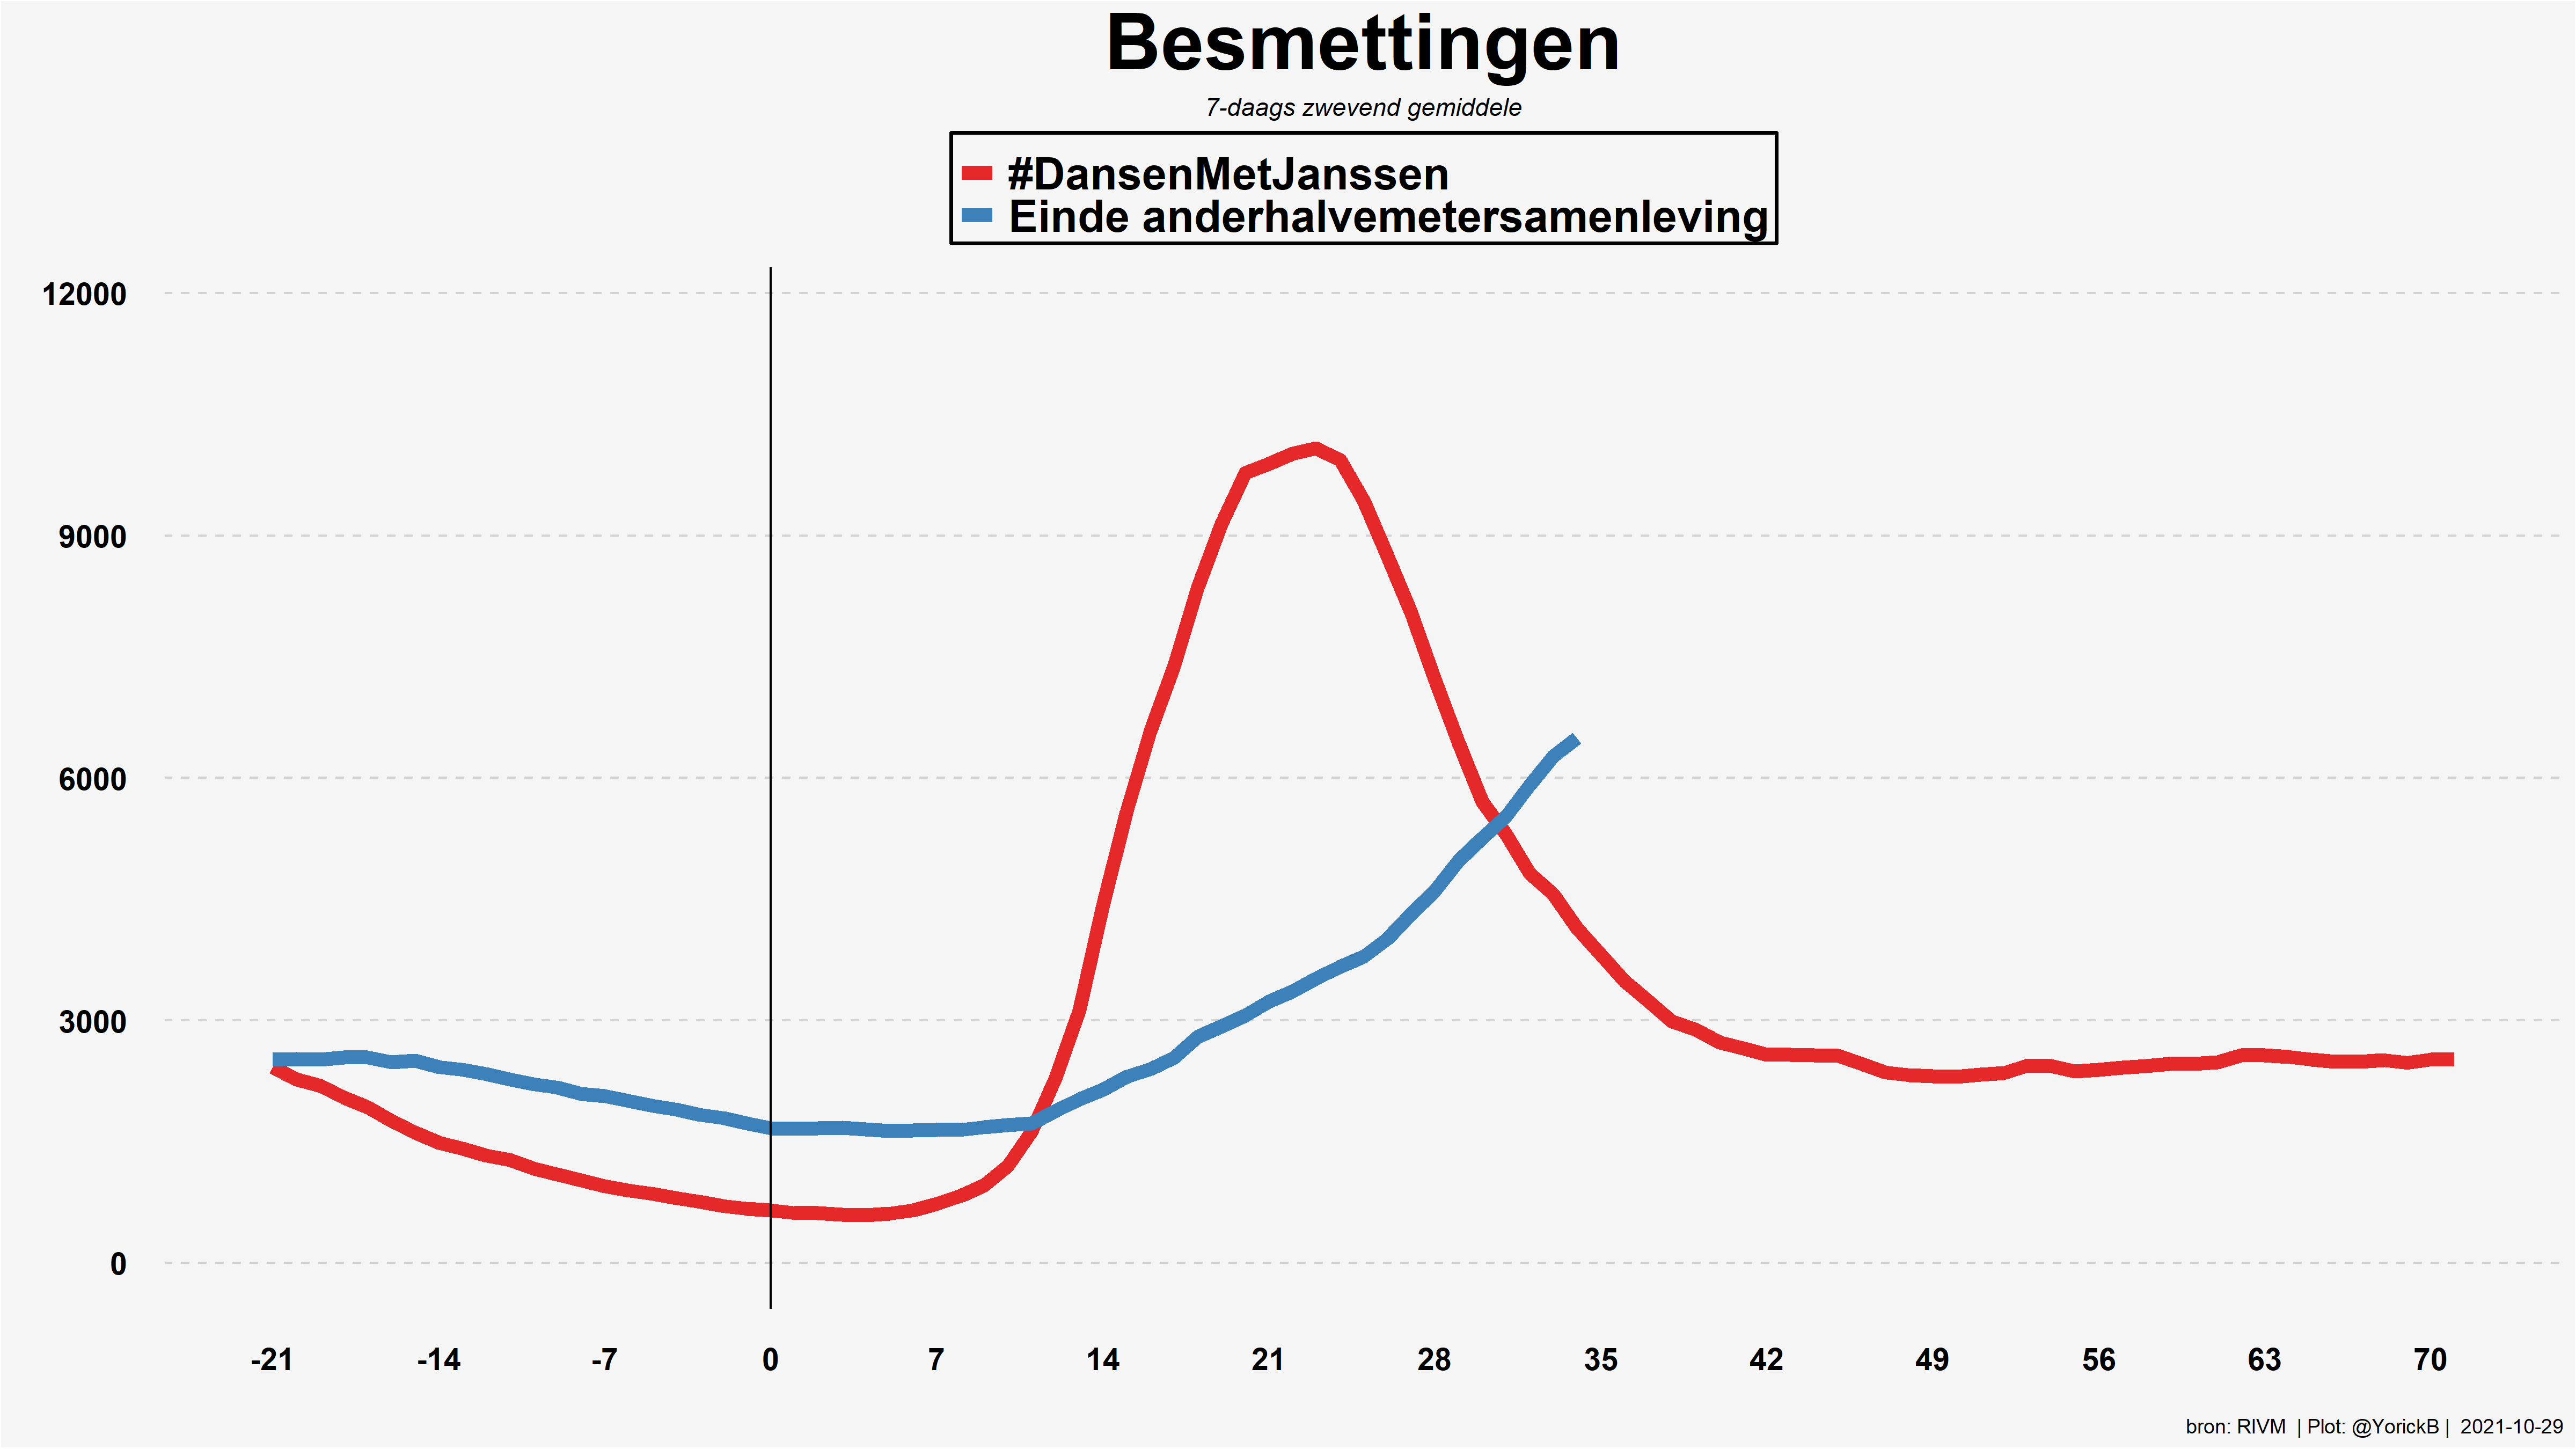 Besmettingen
7-daags zwevend gemiddele
#DansenMetJanssen
Einde anderhalvemetersamenleving
12000
9000
6000
3000
0
-21 -14 -7 0 7 14 21 28 35 42 49 56 63 70
bron: RIVM | Plot: @YorickB | 2021-10-29